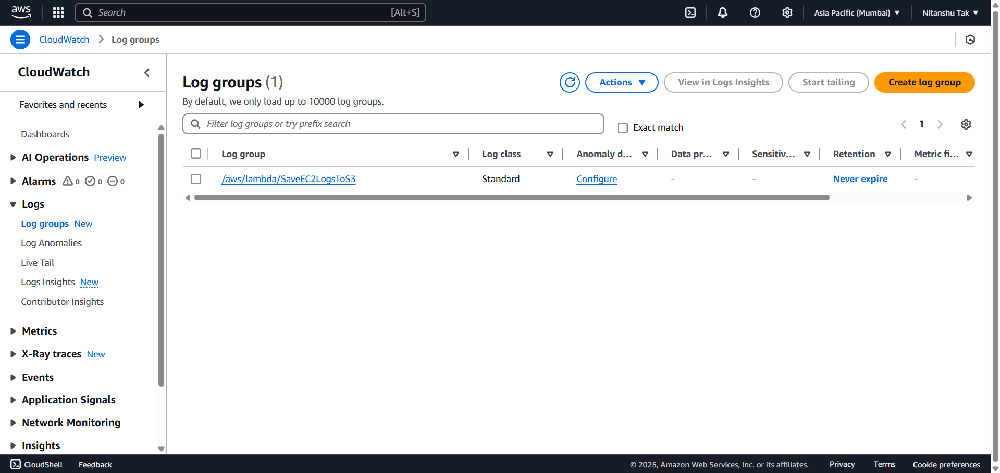 aws
Search [Alt+S]
Asia Pacific (Mumbai)
Nitanshu Tak
CloudWatch
Log groups
CloudWatch
Favorites and recents
Dashboards
AI Operations Preview
Alarms 0 0 0
Logs
Log groups New
Log Anomalies
Live Tail
Logs Insights New
Contributor Insights
Metrics
X-Ray traces New
Events
Application Signals
Network Monitoring
Insights
Log groups (1)
Actions
View in Logs Insights
Start tailing
Create log group
By default, we only load up to 10000 log groups.
Filter log groups or try prefix search
Exact match
1
Log group Log class Anomaly d... Data pr... Sensitiv... Retention Metric fi...
/aws/lambda/SaveEC2LogsToS3 Standard Configure - - Never expire -
CloudShell Feedback © 2025, Amazon Web Services, Inc. or its affiliates. Privacy Terms Cookie preferences